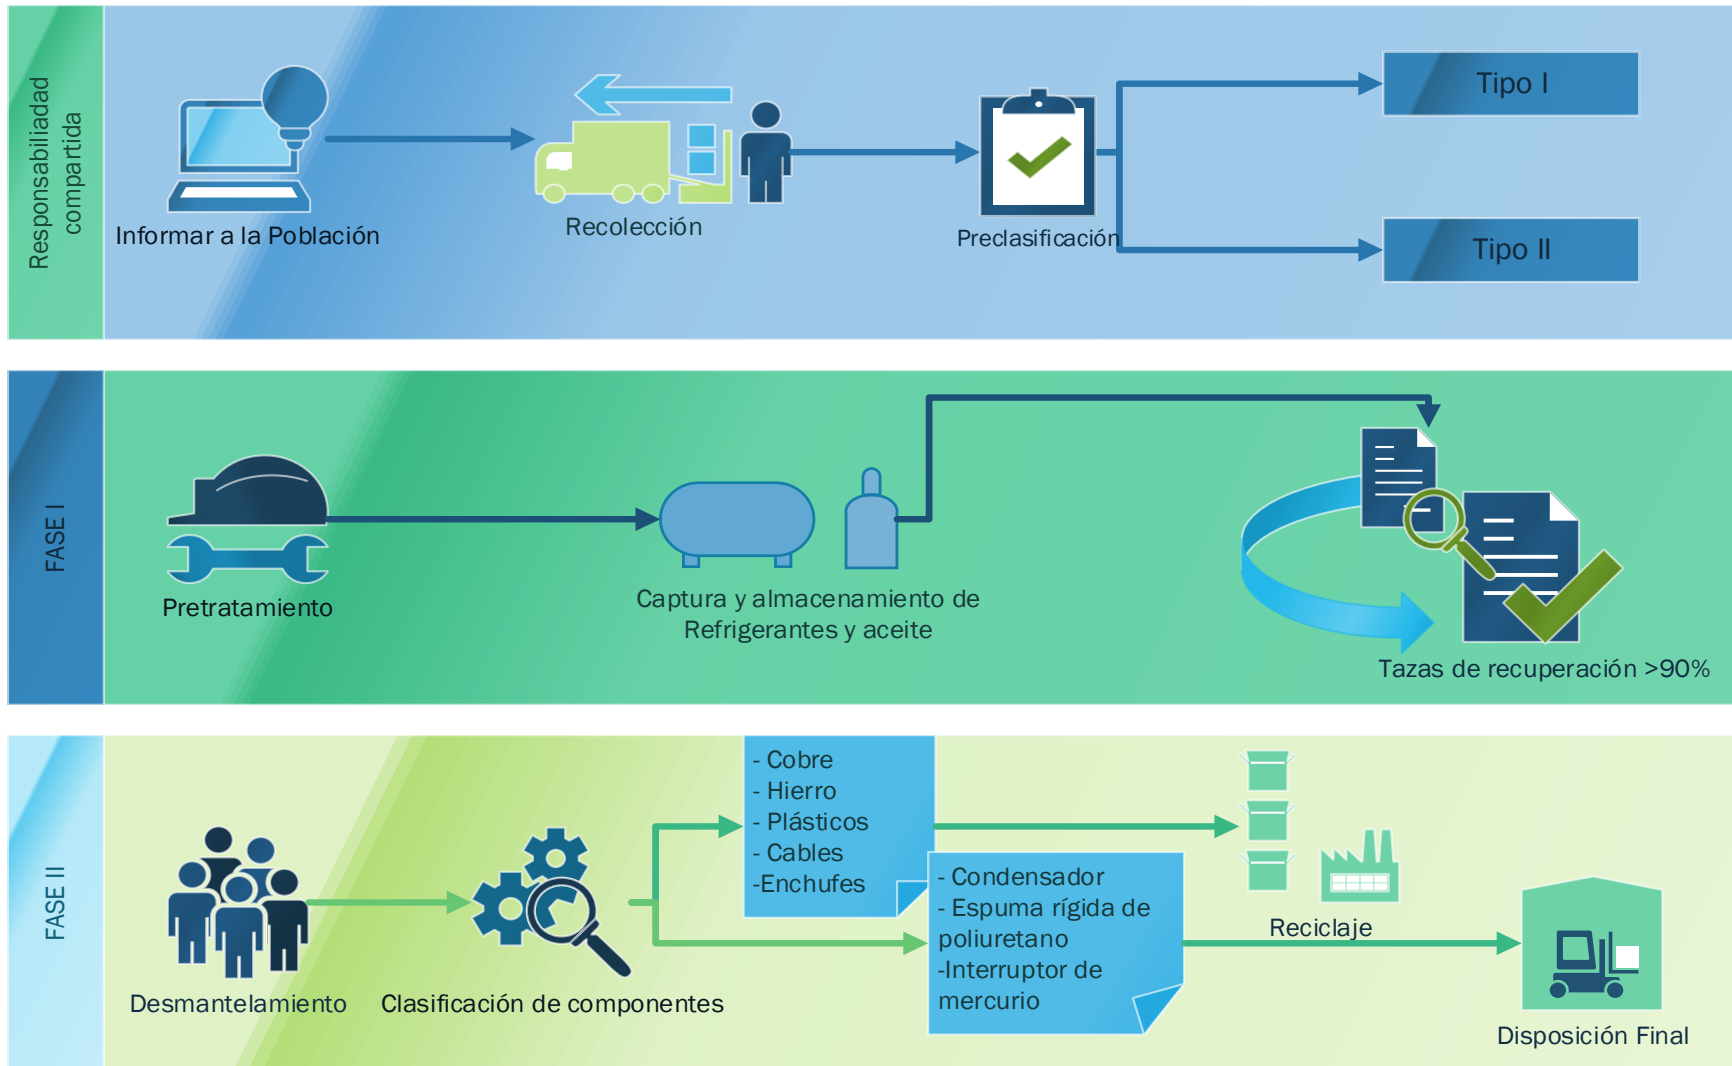 Responsabiliadad
compartida
Informar a la Población
Recolección
Preclasificación
Tipo I
Tipo II
FASE I
Pretratamiento
Captura y almacenamiento de
Refrigerantes y aceite
Tazas de recuperación >90%
FASE II
Desmantelamiento
Clasificación de componentes
- Cobre
- Hierro
- Plásticos
- Cables
-Enchufes
- Condensador
- Espuma rígida de
poliuretano
-Interruptor de
mercurio
Reciclaje
Disposición Final